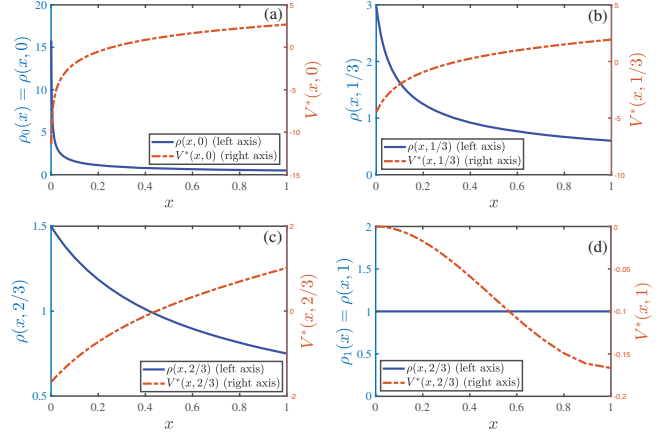 (a)
ρ₀(x) = ρ(x, 0)
20
15
10
5
0
5
0
-5
-10
-15
V*(x, 0)
ρ(x, 0) (left axis)
V*(x, 0) (right axis)
0 0.2 0.4 0.6 0.8 1
x
(b)
ρ(x, 1/3)
3
2
1
0
5
0
-5
-10
V*(x, 1/3)
ρ(x, 1/3) (left axis)
V*(x, 1/3) (right axis)
0 0.2 0.4 0.6 0.8 1
x
(c)
ρ(x, 2/3)
1.5
1
0.5
2
0
-2
V*(x, 2/3)
ρ(x, 2/3) (left axis)
V*(x, 2/3) (right axis)
0 0.2 0.4 0.6 0.8 1
x
(d)
ρ₁(x) = ρ(x, 1)
2
1.5
1
0.5
0
0
-0.05
-0.1
-0.15
-0.2
V*(x, 1)
ρ(x, 2/3) (left axis)
V*(x, 2/3) (right axis)
0 0.2 0.4 0.6 0.8 1
x